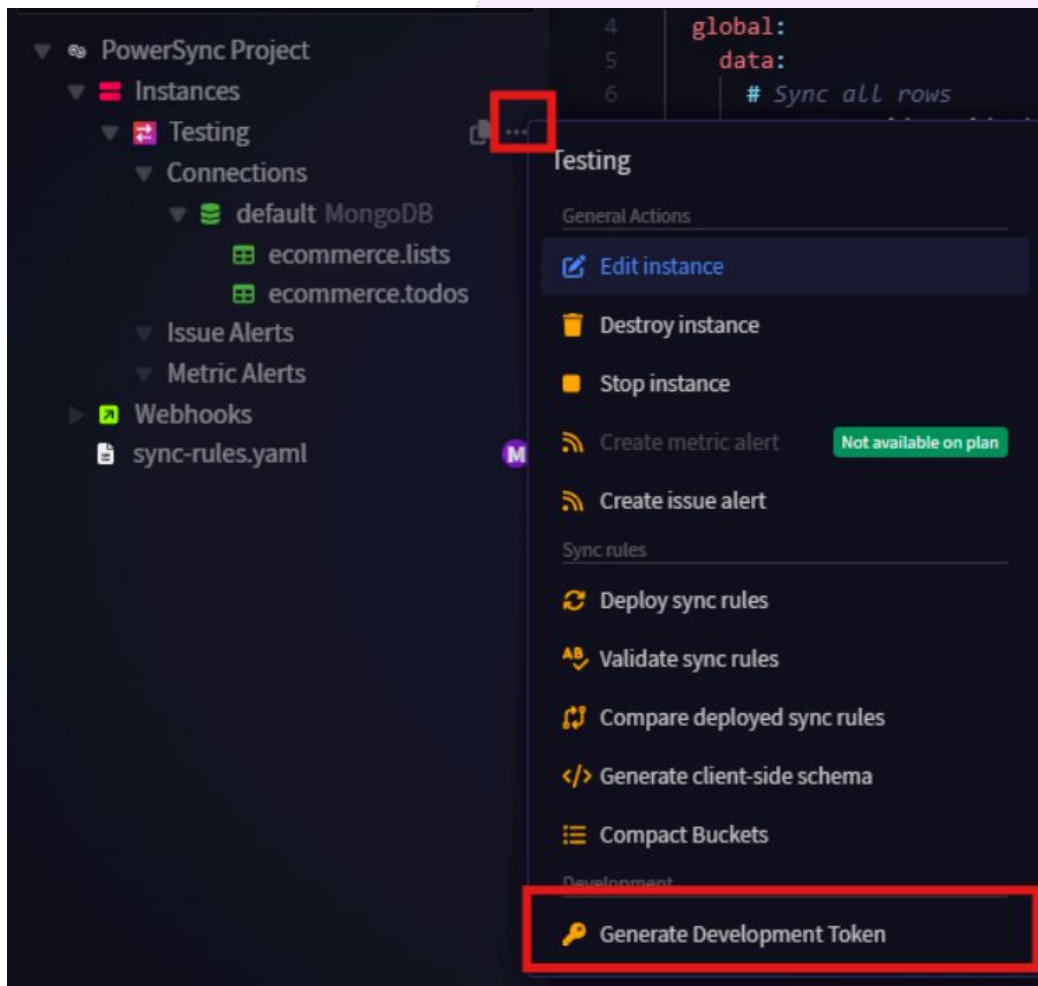 PowerSync Project
Instances
Testing
Connections
default MongoDB
ecommerce.lists
ecommerce.todos
Issue Alerts
Metric Alerts
Webhooks
sync-rules.yaml M
4 global:
5 data:
6 # Sync all rows
Testing
General Actions
Edit instance
Destroy instance
Stop instance
Create metric alert Not available on plan
Create issue alert
Sync rules
Deploy sync rules
Validate sync rules
Compare deployed sync rules
Generate client-side schema
Compact Buckets
Development
Generate Development Token